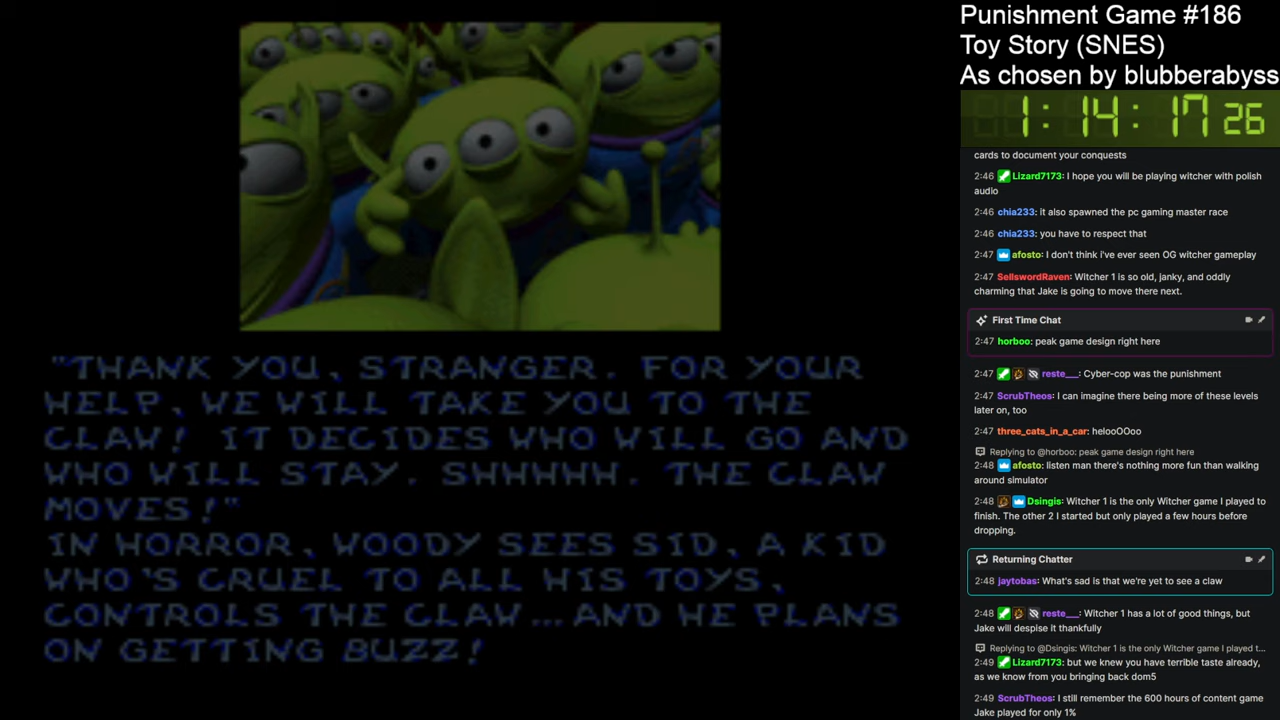 Punishment Game #186
Toy Story (SNES)
As chosen by blubberabyss
1:14:17 26
cards to document your conquests
2:46 Lizard7173: I hope you will be playing witcher with polish
audio
2:46 chia233: it also spawned the pc gaming master race
2:46 chia233: you have to respect that
2:47 afosto: I don't think i've ever seen OG witcher gameplay
2:47 SellswordRaven: Witcher 1 is so old, janky, and oddly
charming that Jake is going to move there next.
First Time Chat
2:47 horboo: peak game design right here
2:47 reste___: Cyber-cop was the punishment
2:47 ScrubTheos: I can imagine there being more of these levels
later on, too
2:47 three_cats_in_a_car: helooOOoo
Replying to @horboo: peak game design right here
2:48 afosto: listen man there's nothing more fun than walking
around simulator
2:48 Dsingis: Witcher 1 is the only Witcher game I played to
finish. The other 2 I started but only played a few hours before
dropping.
Returning Chatter
2:48 jaytobas: What's sad is that we're yet to see a claw
2:48 reste___: Witcher 1 has a lot of good things, but
Jake will despise it thankfully
Replying to @Dsingis: Witcher 1 is the only Witcher game I played t...
2:49 Lizard7173: but we knew you have terrible taste already,
as we know from you bringing back dom5
2:49 ScrubTheos: I still remember the 600 hours of content game
Jake played for only 1%
"THANK YOU, STRANGER. FOR YOUR
HELP, WE WILL TAKE YOU TO THE
CLAW! IT DECIDES WHO WILL GO AND
WHO WILL STAY. SHHHHH. THE CLAW
MOVES!"
IN HORROR, WOODY SEES SID, A KID
WHO'S CRUEL TO ALL HIS TOYS,
CONTROLS THE CLAW...AND HE PLANS
ON GETTING BUZZ!